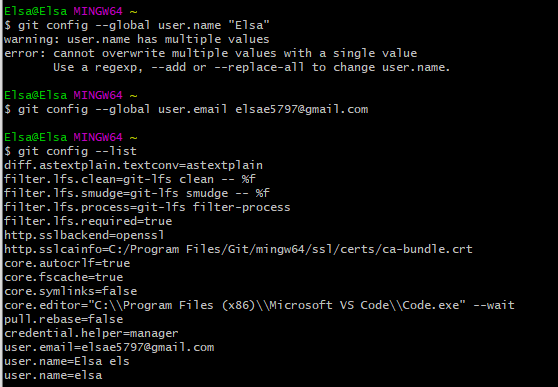 Elsa@Elsa MINGW64 ~
$ git config --global user.name "Elsa"
warning: user.name has multiple values
error: cannot overwrite multiple values with a single value
       Use a regexp, --add or --replace-all to change user.name.

Elsa@Elsa MINGW64 ~
$ git config --global user.email elsae5797@gmail.com

Elsa@Elsa MINGW64 ~
$ git config --list
diff.astextplain.textconv=astextplain
filter.lfs.clean=git-lfs clean -- %f
filter.lfs.smudge=git-lfs smudge -- %f
filter.lfs.process=git-lfs filter-process
filter.lfs.required=true
http.sslbackend=openssl
http.sslcainfo=C:/Program Files/Git/mingw64/ssl/certs/ca-bundle.crt
core.autocrlf=true
core.fscache=true
core.symlinks=false
core.editor="C:\\Program Files (x86)\\Microsoft VS Code\\Code.exe" --wait
pull.rebase=false
credential.helper=manager
user.email=elsae5797@gmail.com
user.name=Elsa els
user.name=elsa